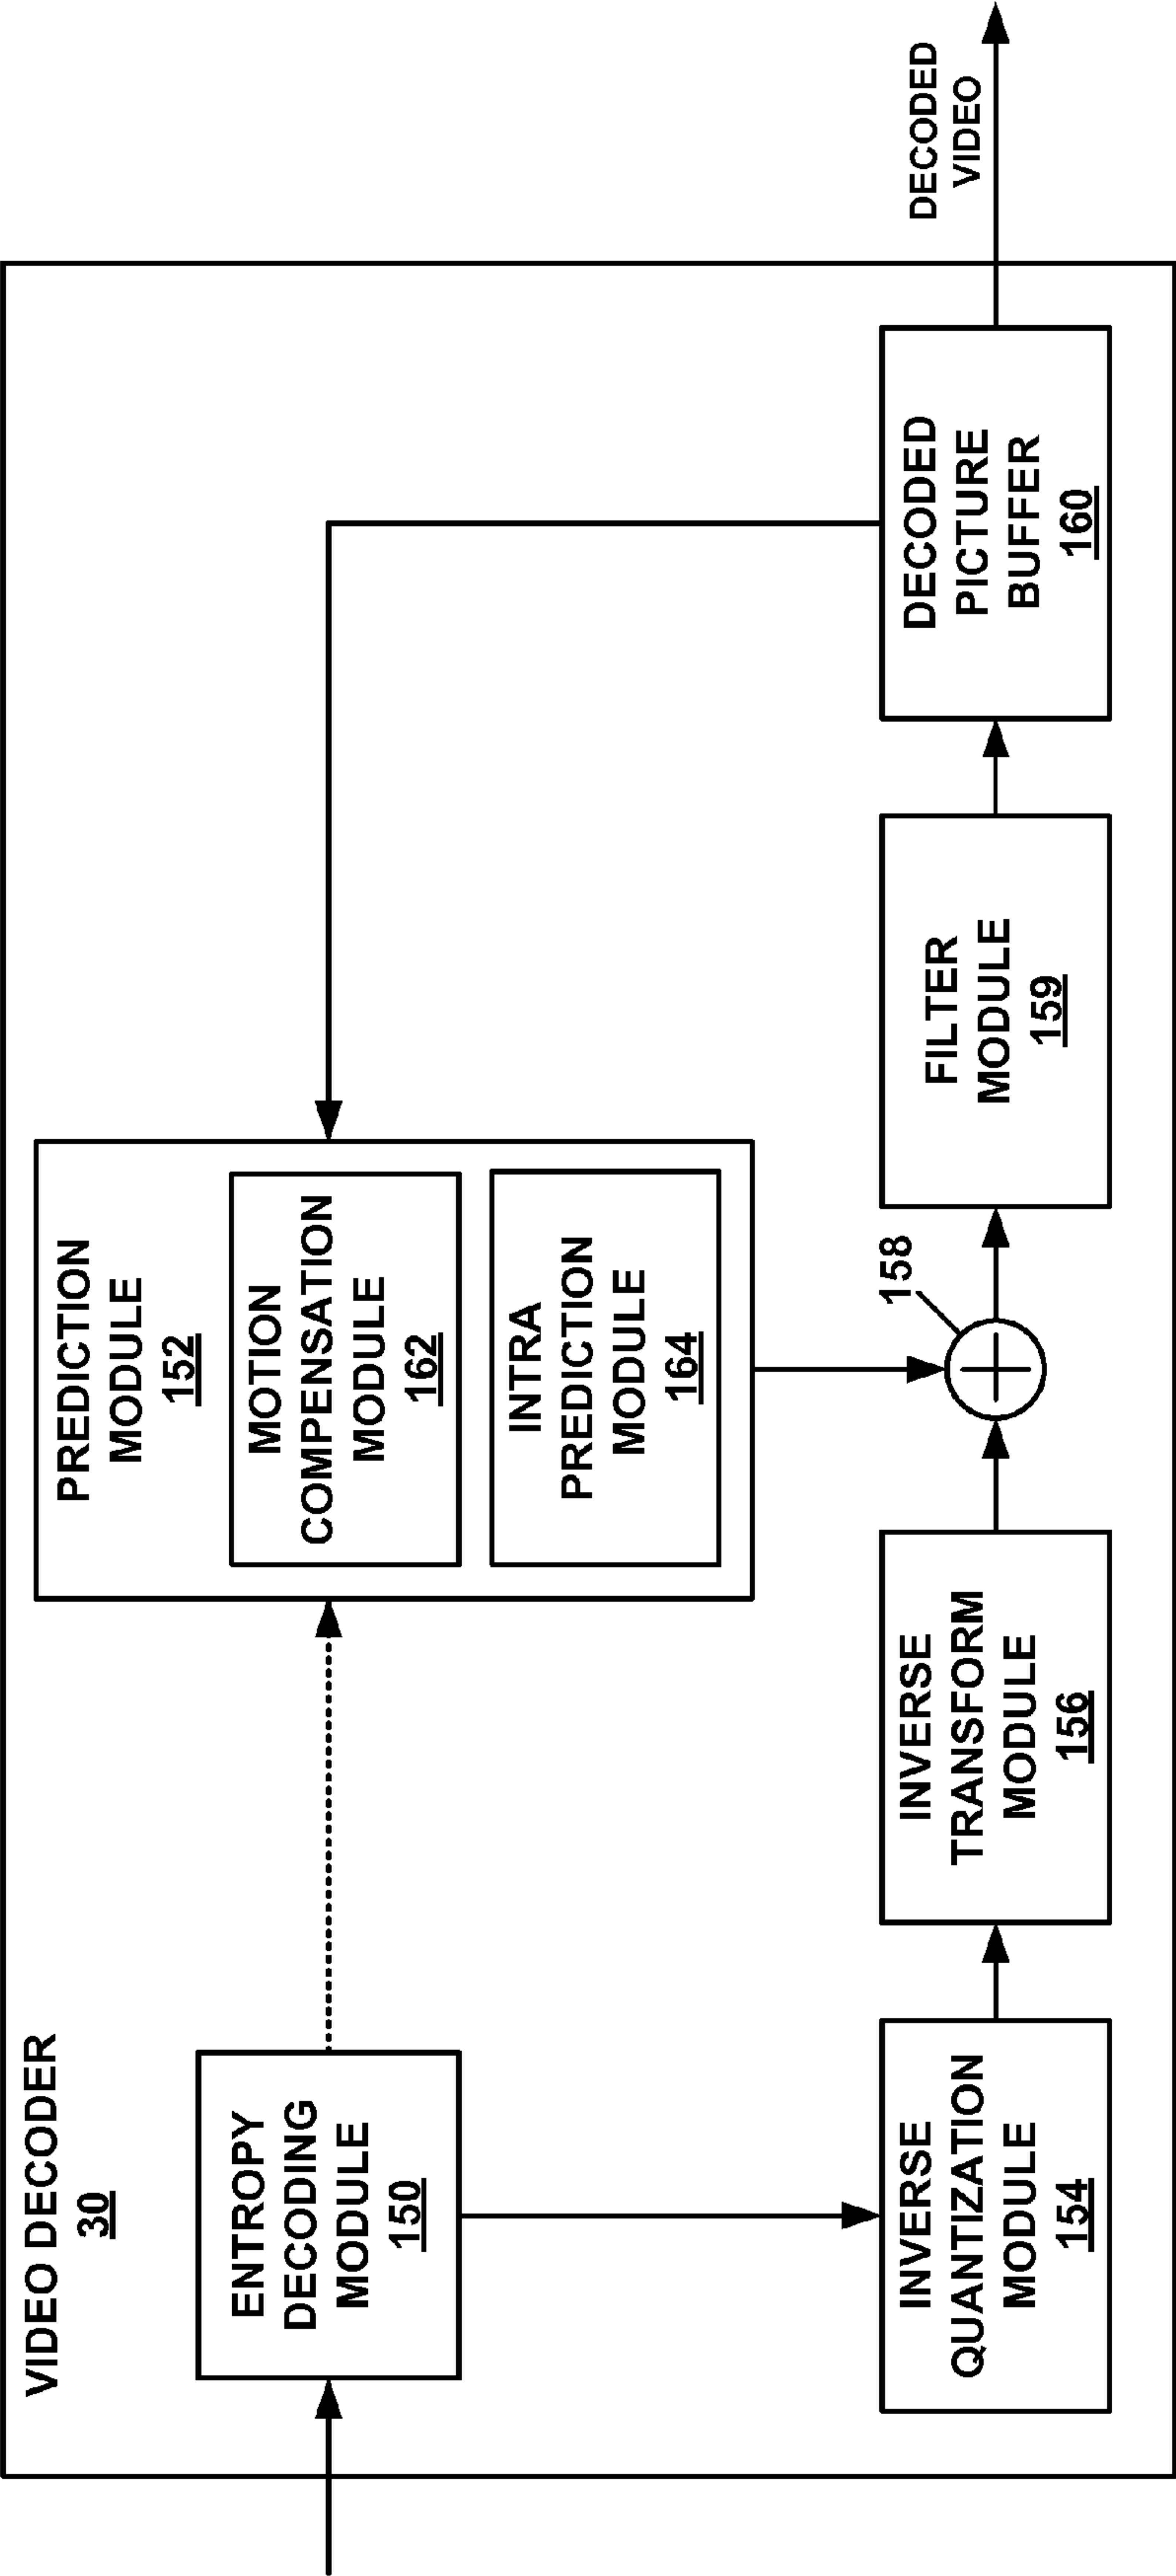 VIDEO DECODER
30
ENTROPY
DECODING
MODULE
150
PREDICTION
MODULE
152
MOTION
COMPENSATION
MODULE
162
INTRA
PREDICTION
MODULE
164
INVERSE
QUANTIZATION
MODULE
154
INVERSE
TRANSFORM
MODULE
156
158
FILTER
MODULE
159
DECODED
PICTURE
BUFFER
160
DECODED
VIDEO